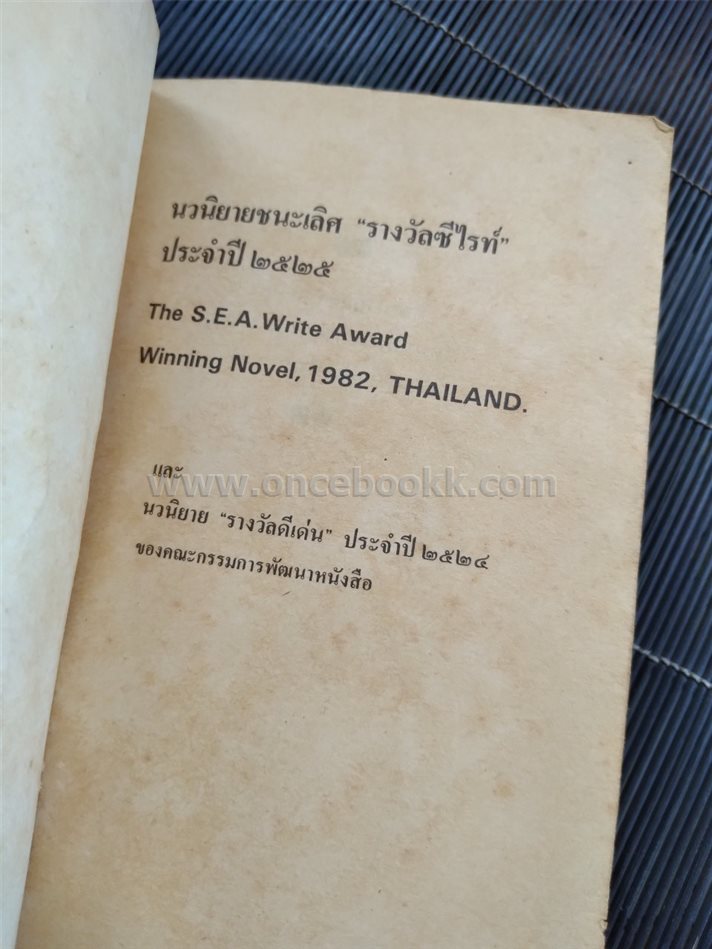 นวนิยายชนะเลิศ “รางวัลซีไรท์”
ประจำปี ๒๕๒๕
The S.E.A. Write Award
Winning Novel, 1982, THAILAND.
และ
www.oncebookk.com
นวนิยาย “รางวัลดีเด่น” ประจำปี ๒๕๒๔
ของคณะกรรมการพัฒนาหนังสือ